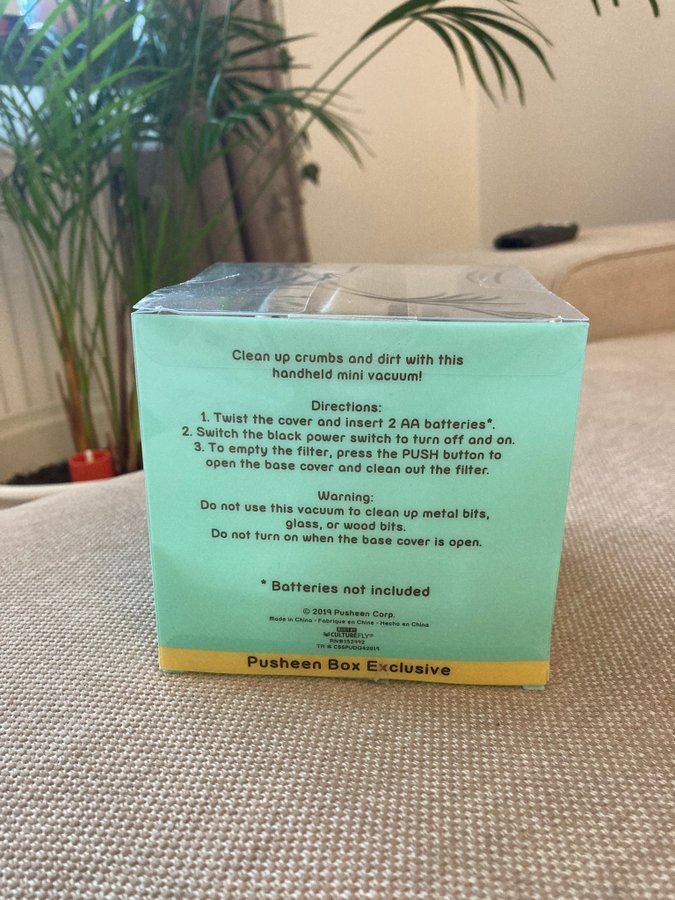 Clean up crumbs and dirt with this
handheld mini vacuum!
Directions:
1. Twist the cover and insert 2 AA batteries*.
2. Switch the black power switch to turn off and on.
3. To empty the filter, press the PUSH button to
open the base cover and clean out the filter.
Warning:
Do not use this vacuum to clean up metal bits,
glass, or wood bits.
Do not turn on when the base cover is open.
* Batteries not included
© 2019 Pusheen Corp.
Made in China - Fabrique en Chine - Hecho en China
CULTUREFLY®
RN#152992
Pusheen Box Exclusive